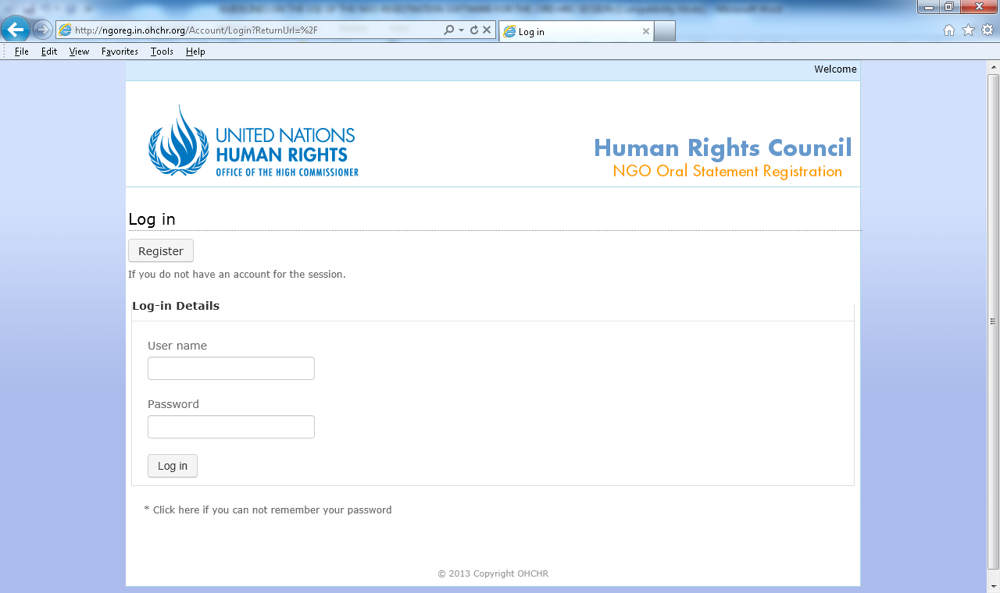 http://ngoreg.in.ohchr.org/Account/Login?ReturnUrl=%2F
Log in
File Edit View Favorites Tools Help
Welcome
UNITED NATIONS
HUMAN RIGHTS
OFFICE OF THE HIGH COMMISSIONER
Human Rights Council
NGO Oral Statement Registration
Log in
Register
If you do not have an account for the session.
Log-in Details
User name
Password
Log in
* Click here if you can not remember your password
© 2013 Copyright OHCHR